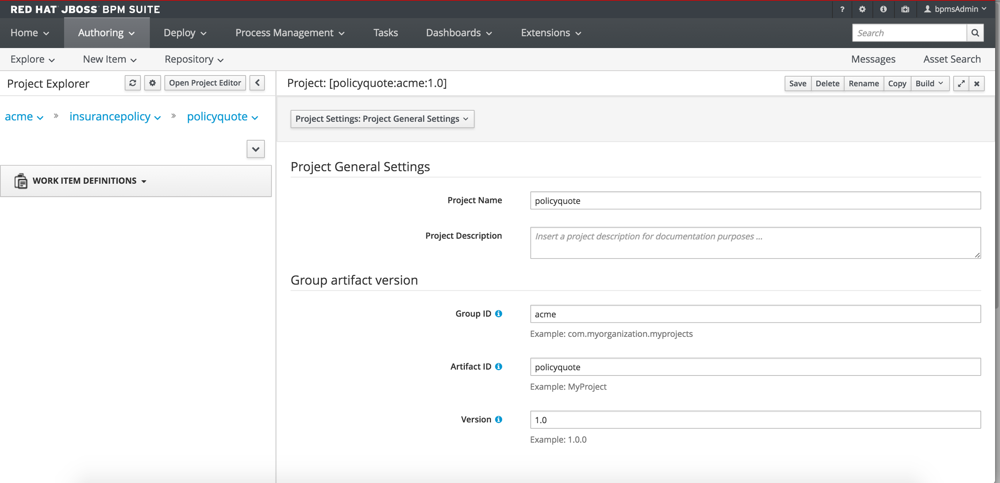 RED HAT JBOSS BPM SUITE
? bpmsAdmin
Home Authoring Deploy Process Management Tasks Dashboards Extensions Search
Explore New Item Repository Messages Asset Search
Project Explorer Open Project Editor
Project: [policyquote:acme:1.0] Save Delete Rename Copy Build
acme » insurancepolicy » policyquote
Project Settings: Project General Settings
WORK ITEM DEFINITIONS
Project General Settings
Project Name policyquote
Project Description Insert a project description for documentation purposes ...
Group artifact version
Group ID acme
Example: com.myorganization.myprojects
Artifact ID policyquote
Example: MyProject
Version 1.0
Example: 1.0.0